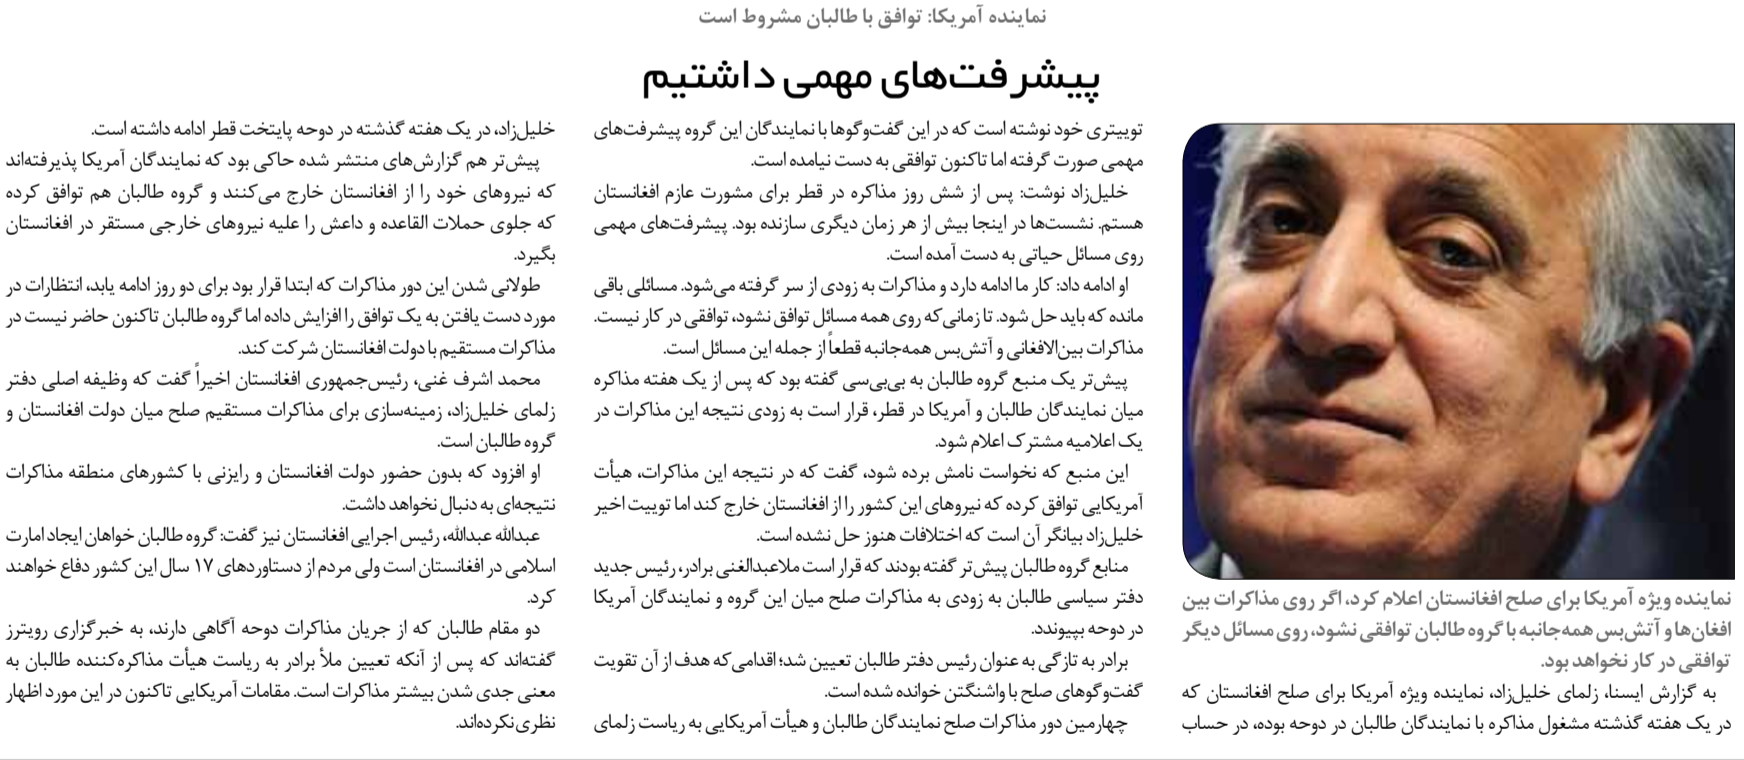 نماینده آمریکا: توافق با طالبان مشروط است
پیشرفت‌های مهمی داشتیم
نماینده ویژه آمریکا برای صلح افغانستان اعلام کرد، اگر روی مذاکرات بین
افغان‌ها و آتش‌بس همه‌جانبه با گروه طالبان توافقی نشود، روی مسائل دیگر
توافقی در کار نخواهد بود.
به گزارش ایسنا، زلمای خلیل‌زاد، نماینده ویژه آمریکا برای صلح افغانستان که
در یک هفته گذشته مشغول مذاکره با نمایندگان طالبان در دوحه بوده، در حساب
توییتری خود نوشته است که در این گفت‌وگوها با نمایندگان این گروه پیشرفت‌های
مهمی صورت گرفته اما تاکنون توافقی به دست نیامده است.
خلیل‌زاد نوشت: پس از شش روز مذاکره در قطر برای مشورت عازم افغانستان
هستم. نشست‌ها در اینجا بیش از هر زمان دیگری سازنده بود. پیشرفت‌های مهمی
روی مسائل حیاتی به دست آمده است.
او ادامه داد: کار ما ادامه دارد و مذاکرات به زودی از سر گرفته می‌شود. مسائلی باقی
مانده که باید حل شود. تا زمانی‌که روی همه مسائل توافق نشود، توافقی در کار نیست.
مذاکرات بین‌الافغانی و آتش‌بس همه‌جانبه قطعاً از جمله این مسائل است.
پیش‌تر یک منبع گروه طالبان به بی‌بی‌سی گفته بود که پس از یک هفته مذاکره
میان نمایندگان طالبان و آمریکا در قطر، قرار است به زودی نتیجه این مذاکرات در
یک اعلامیه مشترک اعلام شود.
این منبع که نخواست نامش برده شود، گفت که در نتیجه این مذاکرات، هیأت
آمریکایی توافق کرده که نیروهای این کشور را از افغانستان خارج کند اما توییت اخیر
خلیل‌زاد بیانگر آن است که اختلافات هنوز حل نشده است.
منابع گروه طالبان پیش‌تر گفته بودند که قرار است ملاعبدالغنی برادر، رئیس جدید
دفتر سیاسی طالبان به زودی به مذاکرات صلح میان این گروه و نمایندگان آمریکا
در دوحه بپیوندد.
برادر به تازگی به عنوان رئیس دفتر طالبان تعیین شد؛ اقدامی‌که هدف از آن تقویت
گفت‌وگوهای صلح با واشنگتن خوانده شده است.
چهارمین دور مذاکرات صلح نمایندگان طالبان و هیأت آمریکایی به ریاست زلمای
خلیل‌زاد، در یک هفته گذشته در دوحه پایتخت قطر ادامه داشته است.
پیش‌تر هم گزارش‌های منتشر شده حاکی بود که نمایندگان آمریکا پذیرفته‌اند
که نیروهای خود را از افغانستان خارج می‌کنند و گروه طالبان هم توافق کرده
که جلوی حملات القاعده و داعش را علیه نیروهای خارجی مستقر در افغانستان
بگیرد.
طولانی شدن این دور مذاکرات که ابتدا قرار بود برای دو روز ادامه یابد، انتظارات در
مورد دست یافتن به یک توافق را افزایش داده اما گروه طالبان تاکنون حاضر نیست در
مذاکرات مستقیم با دولت افغانستان شرکت کند.
محمد اشرف غنی، رئیس‌جمهوری افغانستان اخیراً گفت که وظیفه اصلی دفتر
زلمای خلیل‌زاد، زمینه‌سازی برای مذاکرات مستقیم صلح میان دولت افغانستان و
گروه طالبان است.
او افزود که بدون حضور دولت افغانستان و رایزنی با کشورهای منطقه مذاکرات
نتیجه‌ای به دنبال نخواهد داشت.
عبدالله عبدالله، رئیس اجرایی افغانستان نیز گفت: گروه طالبان خواهان ایجاد امارت
اسلامی در افغانستان است ولی مردم از دستاوردهای ۱۷ سال این کشور دفاع خواهند
کرد.
دو مقام طالبان که از جریان مذاکرات دوحه آگاهی دارند، به خبرگزاری رویترز
گفته‌اند که پس از آنکه تعیین ملأ برادر به ریاست هیأت مذاکره‌کننده طالبان به
معنی جدی شدن بیشتر مذاکرات است. مقامات آمریکایی تاکنون در این مورد اظهار
نظری‌نکرده‌اند.